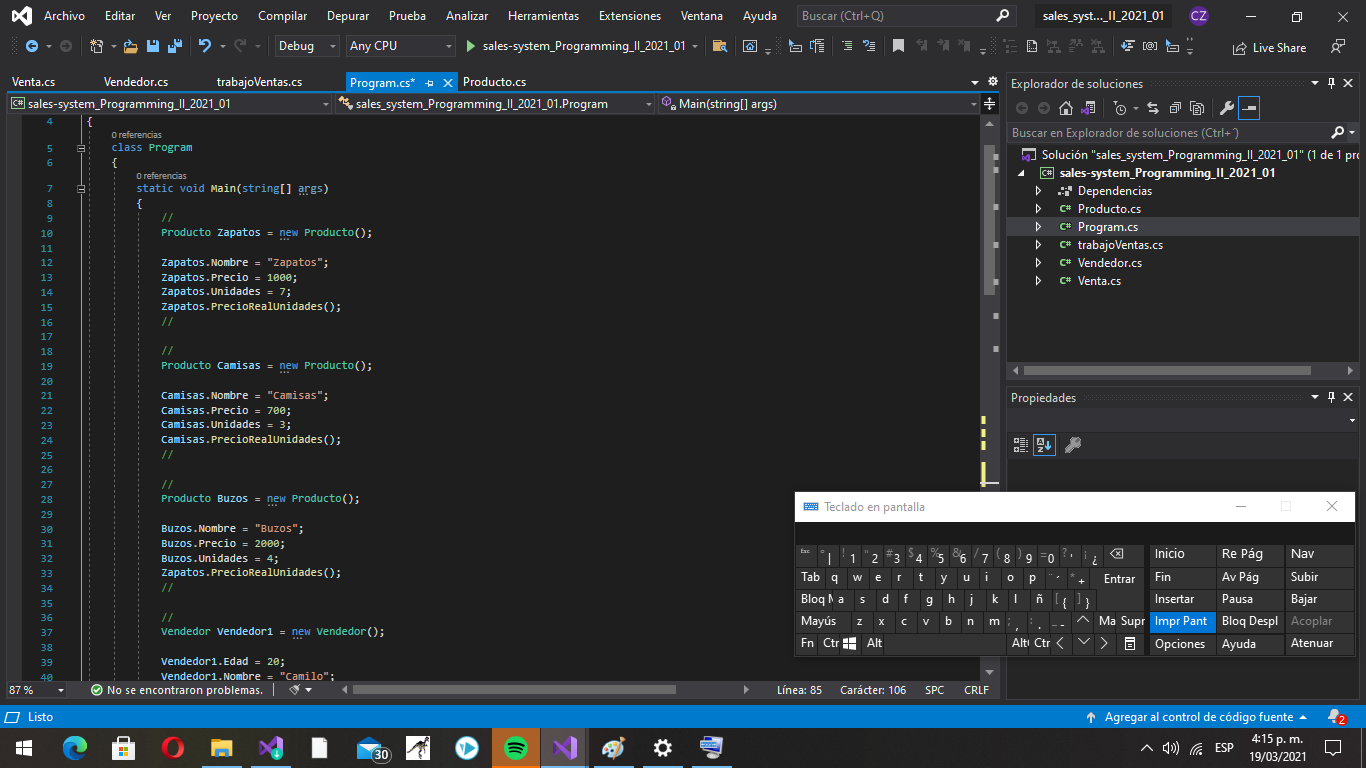 Archivo Editar Ver Proyecto Compilar Depurar Prueba Analizar Herramientas Extensiones Ventana Ayuda Buscar (Ctrl+Q) sales_syst..._II_2021_01 CZ
Debug Any CPU sales-system_Programming_II_2021_01 Live Share
Venta.cs Vendedor.cs trabajoVentas.cs Program.cs* Producto.cs
sales-system_Programming_II_2021_01 sales_system_Programming_II_2021_01.Program Main(string[] args)
4 {
0 referencias
5 class Program
6 {
0 referencias
7 static void Main(string[] args)
8 {
9 //
10 Producto Zapatos = new Producto();
11
12 Zapatos.Nombre = "Zapatos";
13 Zapatos.Precio = 1000;
14 Zapatos.Unidades = 7;
15 Zapatos.PrecioRealUnidades();
16 //
17
18 //
19 Producto Camisas = new Producto();
20
21 Camisas.Nombre = "Camisas";
22 Camisas.Precio = 700;
23 Camisas.Unidades = 3;
24 Camisas.PrecioRealUnidades();
25 //
26
27 //
28 Producto Buzos = new Producto();
29
30 Buzos.Nombre = "Buzos";
31 Buzos.Precio = 2000;
32 Buzos.Unidades = 4;
33 Zapatos.PrecioRealUnidades();
34 //
35
36 //
37 Vendedor Vendedor1 = new Vendedor();
38
39 Vendedor1.Edad = 20;
40 Vendedor1.Nombre = "Camilo";
87 % No se encontraron problemas. Línea: 85 Carácter: 106 SPC CRLF
Explorador de soluciones
Buscar en Explorador de soluciones (Ctrl+´)
Solución "sales_system_Programming_II_2021_01" (1 de 1 pro
sales-system_Programming_II_2021_01
Dependencias
Producto.cs
Program.cs
trabajoVentas.cs
Vendedor.cs
Venta.cs
Propiedades
Teclado en pantalla
Esc ° | ! 1 " 2 # 3 $ 4 % 5 & 6 / 7 ( 8 ) 9 = 0 ? ' ¡ ¿ Inicio Re Pág Nav
Tab q w e r t y u i o p ¨ ´ * + Entrar Fin Av Pág Subir
Bloq M a s d f g h j k l ñ [ { ] } Insertar Pausa Bajar
Mayús z x c v b n m ; , : . _ - Ma Supr Impr Pant Bloq Despl Acoplar
Fn Ctr Alt Alt Ctr Opciones Ayuda Atenuar
Listo Agregar al control de código fuente 2
30 ESP 4:15 p. m.
19/03/2021